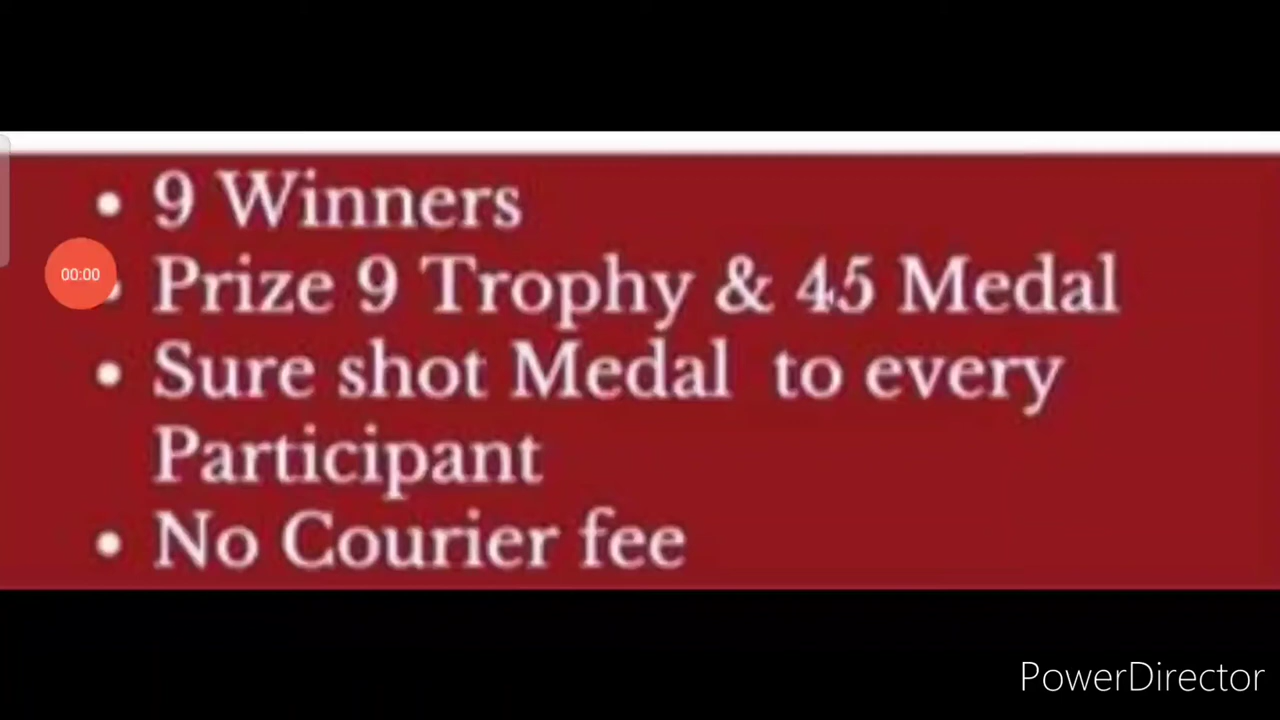 • 9 Winners
00:00
• Prize 9 Trophy & 45 Medal
• Sure shot Medal to every
Participant
• No Courier fee
PowerDirector